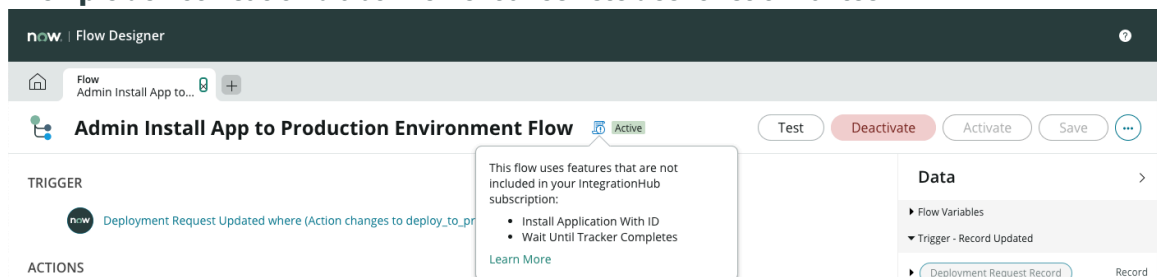 now. | Flow Designer
Flow
Admin Install App to...
Admin Install App to Production Environment Flow Active Test Deactivate Activate Save
This flow uses features that are not
included in your IntegrationHub
subscription:
• Install Application With ID
• Wait Until Tracker Completes
Learn More
TRIGGER
now Deployment Request Updated where (Action changes to deploy_to_pr
ACTIONS
Data
Flow Variables
Trigger - Record Updated
Deployment Request Record Record